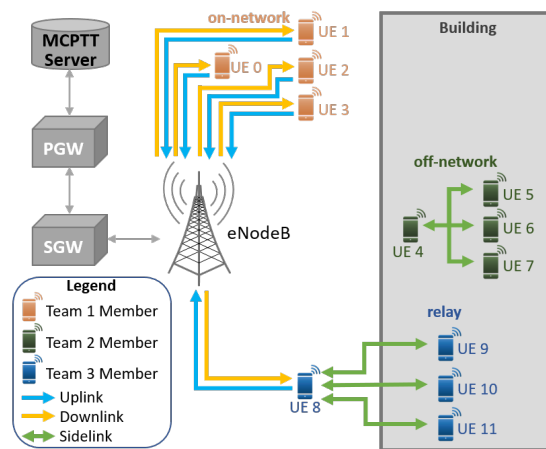 on-network
MCPTT
Server
UE 1
UE 0
UE 2
UE 3
Building
PGW
off-network
UE 5
UE 4
UE 6
UE 7
SGW
eNodeB
Legend
Team 1 Member
Team 2 Member
Team 3 Member
Uplink
Downlink
Sidelink
relay
UE 8
UE 9
UE 10
UE 11